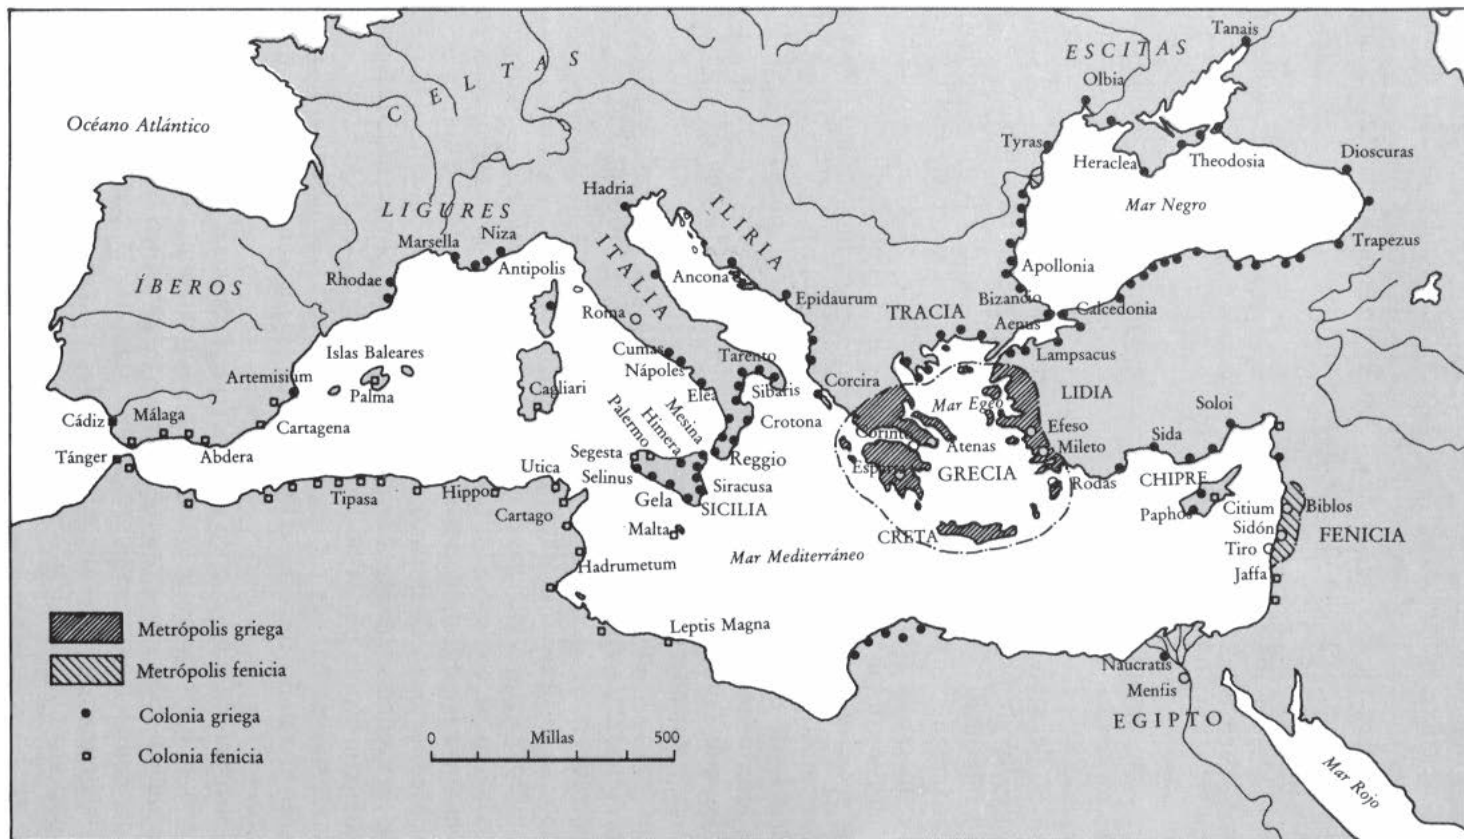 Tanais
ESCITAS
Olbia
CELTAS
Océano Atlántico
Tyras
Heraclea
Theodosia
Dioscuras
Hadria
ILIRIA
Mar Negro
LIGURES
Marsella
Niza
Antipolis
ITALIA
Ancona
Trapezus
Apollonia
Rhodae
ÍBEROS
Roma
Epidaurum
TRACIA
Bizancio
Calcedonia
Aenus
Lampsacus
Islas Baleares
Palma
Artemisium
Cumas
Nápoles
Tarento
Elea
Sibaris
Corcira
Mar Egeo
LIDIA
Cagliari
Cádiz
Málaga
Cartagena
Abdera
Tánger
Palermo
Himera
Mesina
Crotona
Corinto
Atenas
Efeso
Mileto
Soloi
Sida
Segesta
Selinus
Reggio
Esparta
GRECIA
Rodas
CHIPRE
Tipasa
Hippo
Utica
Cartago
Gela
Siracusa
SICILIA
Paphos
Citium
Biblos
Sidón
FENICIA
Malta
Mar Mediterráneo
CRETA
Tiro
Jaffa
Hadrumetum
Leptis Magna
Metrópolis griega
Metrópolis fenicia
Colonia griega
Colonia fenicia
0 Millas 500
Naucratis
Menfis
EGIPTO
Mar Rojo